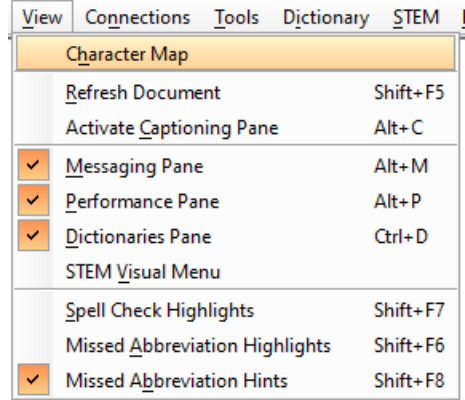 View Connections Tools Dictionary STEM
Character Map
Refresh Document Shift+F5
Activate Captioning Pane Alt+C
Messaging Pane Alt+M
Performance Pane Alt+P
Dictionaries Pane Ctrl+D
STEM Visual Menu
Spell Check Highlights Shift+F7
Missed Abbreviation Highlights Shift+F6
Missed Abbreviation Hints Shift+F8